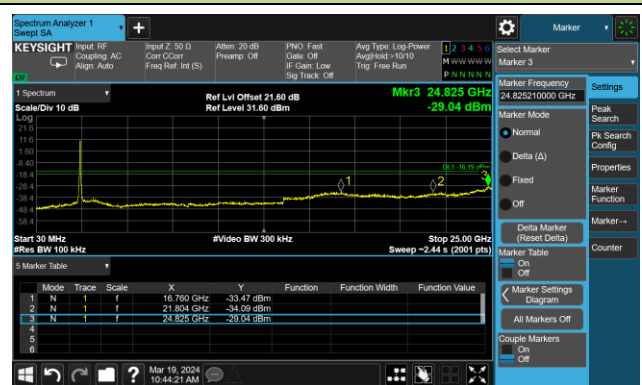 Spectrum Analyzer 1
Swept SA
+
Marker
KEYSIGHT
Input: RF
Coupling: AC
Align: Auto
Input Z: 50 Ω
Corr CCorr
Freq Ref: Int (S)
Atten: 20 dB
Preamp: Off
PNO: Fast
Gate: Off
IF Gain: Low
Sig Track: Off
Avg Type: Log-Power
Avg|Hold:>10/10
Trig: Free Run
1 2 3 4 5 6
M W W W W W
P N N N N N
LW
Select Marker
Marker 3
1 Spectrum
Scale/Div 10 dB
Log
Ref Lvl Offset 21.60 dB
Ref Level 31.60 dBm
Mkr3 24.825 GHz
-29.04 dBm
21.6
11.6
1.60
-8.40
-18.4
-28.4
-38.4
-48.4
-58.4
DL1 -16.19 dBm
1
2
3
Start 30 MHz
#Res BW 100 kHz
#Video BW 300 kHz
Stop 25.00 GHz
Sweep ~2.44 s (2001 pts)
5 Marker Table
Mode Trace Scale X Y Function Function Width Function Value
1 N 1 f 16.760 GHz -33.47 dBm
2 N 1 f 21.804 GHz -34.09 dBm
3 N 1 f 24.825 GHz -29.04 dBm
4
5
6
Marker Frequency
24.825210000 GHz
Marker Mode
Normal
Delta (Δ)
Fixed
Off
Delta Marker
(Reset Delta)
Marker Table
On
Off
Marker Settings
Diagram
All Markers Off
Couple Markers
On
Off
Settings
Peak
Search
Pk Search
Config
Properties
Marker
Function
Marker→
Counter
?
Mar 19, 2024
10:44:21 AM